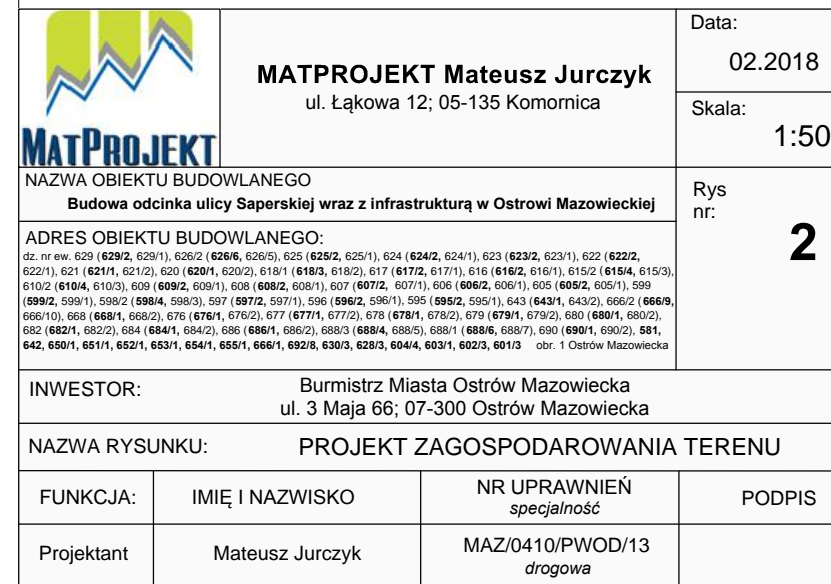 MATPROJEKT
MATPROJEKT Mateusz Jurczyk
ul. Łąkowa 12; 05-135 Komornica
Data:
02.2018
Skala:
1:50
NAZWA OBIEKTU BUDOWLANEGO
Budowa odcinka ulicy Saperskiej wraz z infrastrukturą w Ostrowi Mazowieckiej
Rys
nr:
2
ADRES OBIEKTU BUDOWLANEGO:
dz. nr ew. 629 (629/2, 629/1), 626/2 (626/6, 626/5), 625 (625/2, 625/1), 624 (624/2, 624/1), 623 (623/2, 623/1), 622 (622/2,
622/1), 621 (621/1, 621/2), 620 (620/1, 620/2), 618/1 (618/3, 618/2), 617 (617/2, 617/1), 616 (616/2, 616/1), 615/2 (615/4, 615/3),
610/2 (610/4, 610/3), 609 (609/2, 609/1), 608 (608/2, 608/1), 607 (607/2, 607/1), 606 (606/2, 606/1), 605 (605/2, 605/1), 599
(599/2, 599/1), 598/2 (598/4, 598/3), 597 (597/2, 597/1), 596 (596/2, 596/1), 595 (595/2, 595/1), 643 (643/1, 643/2), 666/2 (666/9,
666/10), 668 (668/1, 668/2), 676 (676/1, 676/2), 677 (677/1, 677/2), 678 (678/1, 678/2), 679 (679/1, 679/2), 680 (680/1, 680/2),
682 (682/1, 682/2), 684 (684/1, 684/2), 686 (686/1, 686/2), 688/3 (688/4, 688/5), 688/1 (688/6, 688/7), 690 (690/1, 690/2), 581,
642, 650/1, 651/1, 652/1, 653/1, 654/1, 655/1, 666/1, 692/8, 630/3, 628/3, 604/4, 603/1, 602/3, 601/3 obr. 1 Ostrów Mazowiecka
INWESTOR:
Burmistrz Miasta Ostrów Mazowiecka
ul. 3 Maja 66; 07-300 Ostrów Mazowiecka
NAZWA RYSUNKU: PROJEKT ZAGOSPODAROWANIA TERENU
FUNKCJA: IMIĘ I NAZWISKO NR UPRAWNIEŃ PODPIS
specjalność
Projektant Mateusz Jurczyk MAZ/0410/PWOD/13
drogowa